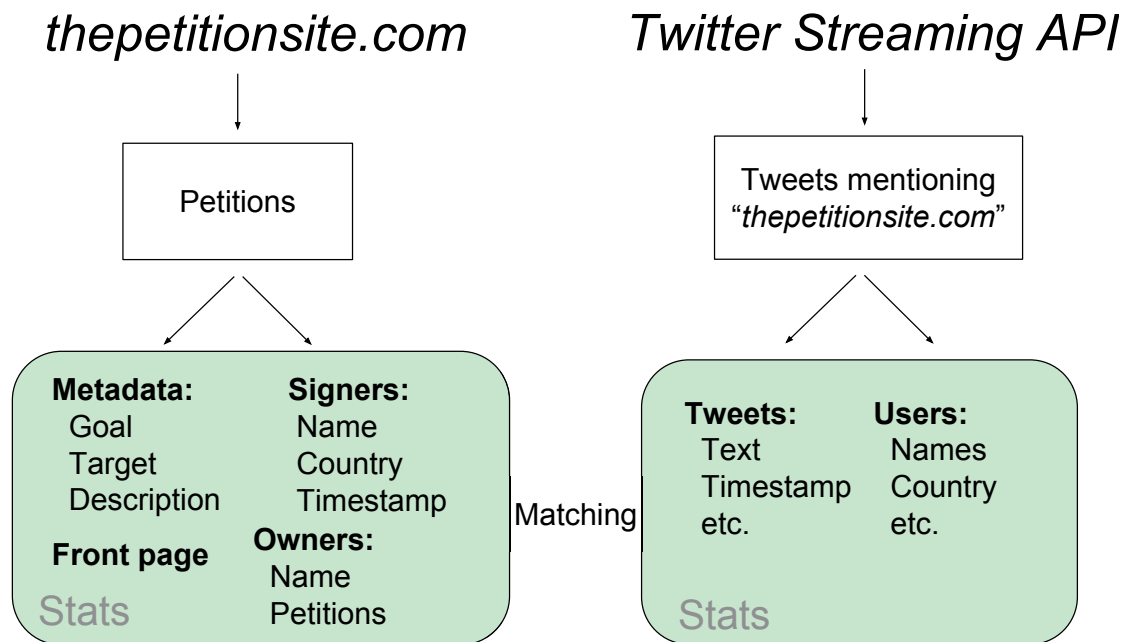 thepetitionsite.com
Petitions
Metadata:
Goal
Target
Description
Front page
Signers:
Name
Country
Timestamp
Owners:
Name
Petitions
Stats
Matching
Twitter Streaming API
Tweets mentioning
“thepetitionsite.com”
Tweets:
Text
Timestamp
etc.
Users:
Names
Country
etc.
Stats